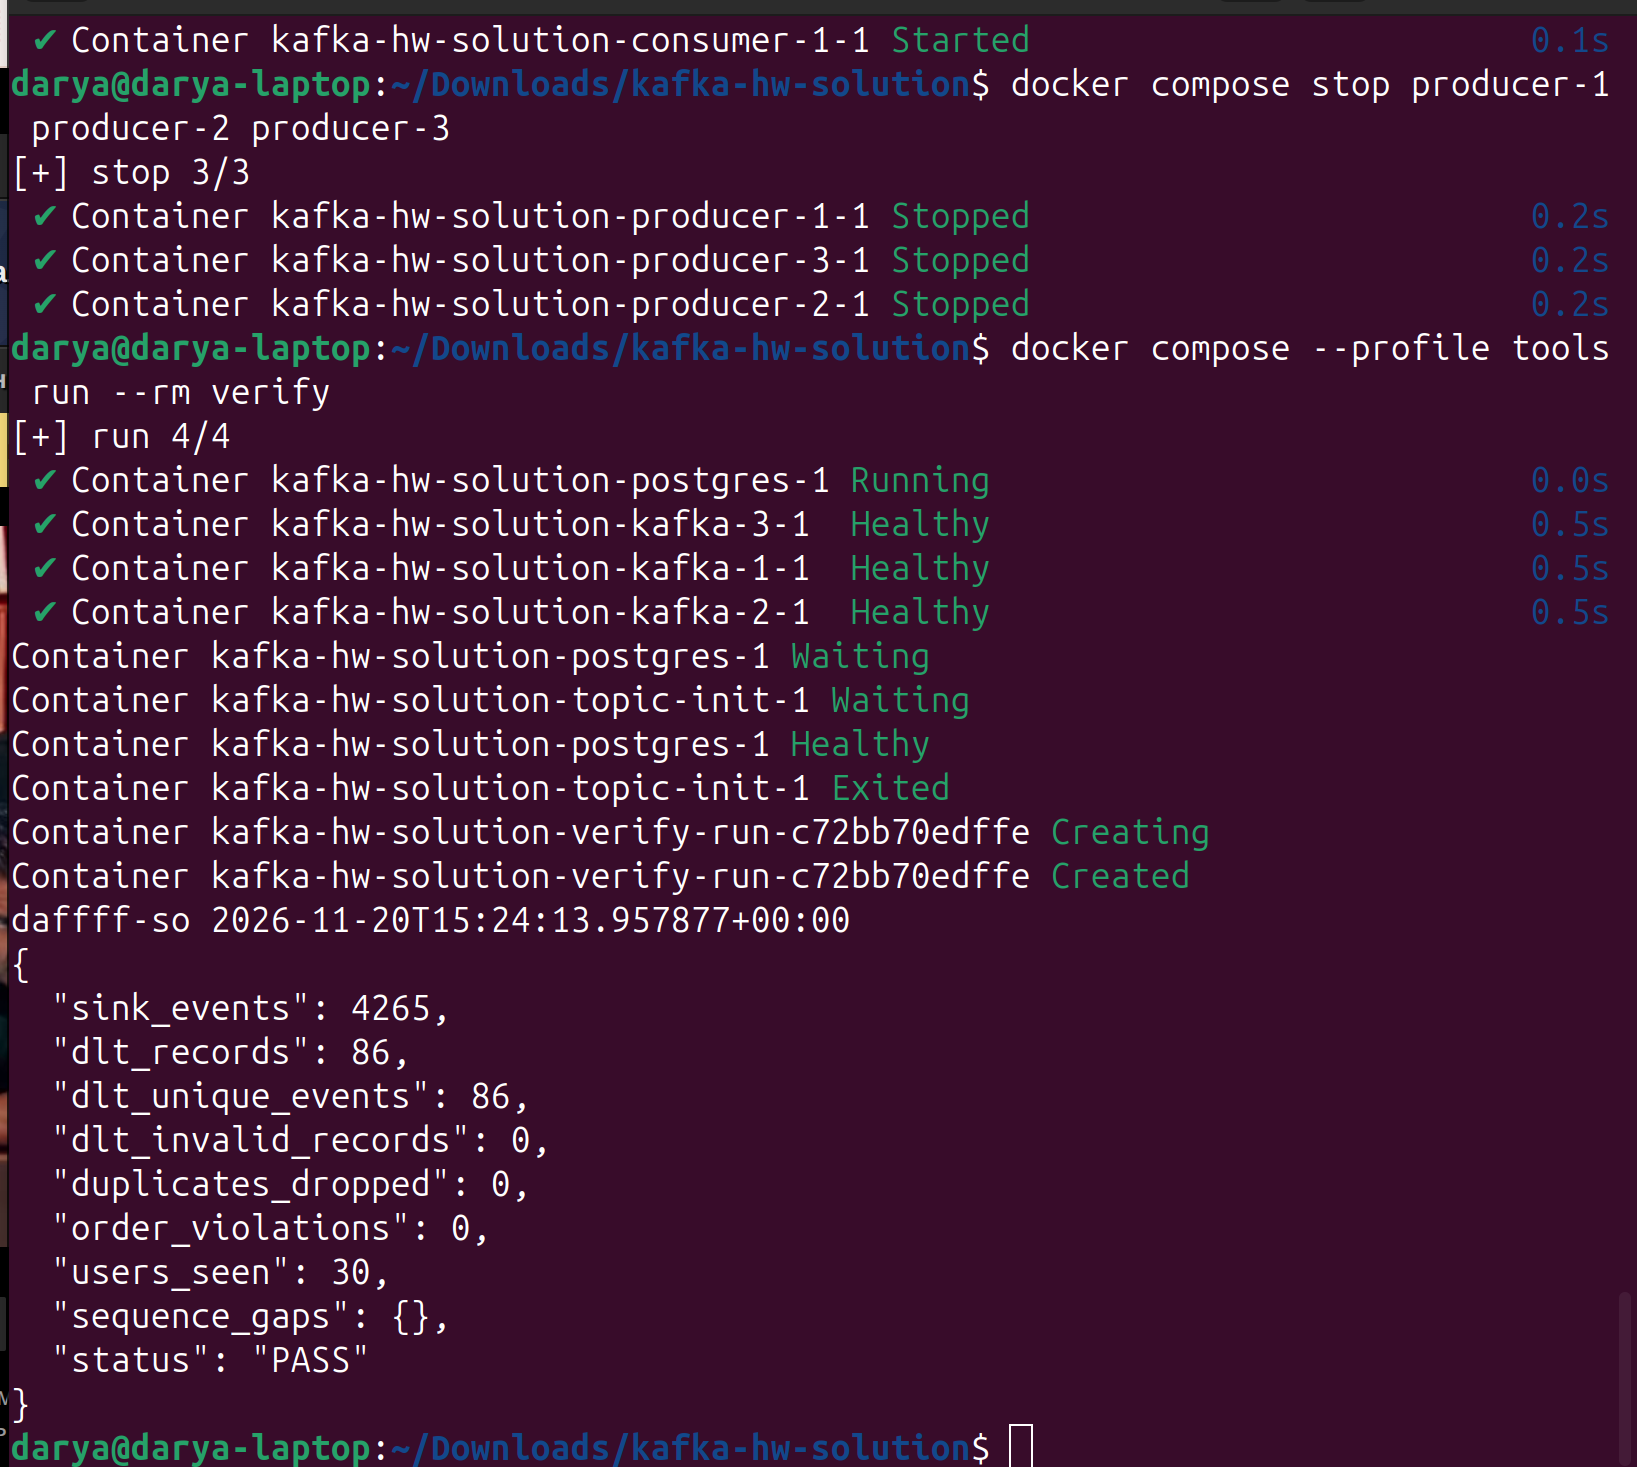 ✔ Container kafka-hw-solution-consumer-1-1 Started 0.1s
darya@darya-laptop:~/Downloads/kafka-hw-solution$ docker compose stop producer-1
 producer-2 producer-3
[+] stop 3/3
✔ Container kafka-hw-solution-producer-1-1 Stopped 0.2s
✔ Container kafka-hw-solution-producer-3-1 Stopped 0.2s
✔ Container kafka-hw-solution-producer-2-1 Stopped 0.2s
darya@darya-laptop:~/Downloads/kafka-hw-solution$ docker compose --profile tools
 run --rm verify
[+] run 4/4
✔ Container kafka-hw-solution-postgres-1 Running 0.0s
✔ Container kafka-hw-solution-kafka-3-1 Healthy 0.5s
✔ Container kafka-hw-solution-kafka-1-1 Healthy 0.5s
✔ Container kafka-hw-solution-kafka-2-1 Healthy 0.5s
Container kafka-hw-solution-postgres-1 Waiting
Container kafka-hw-solution-topic-init-1 Waiting
Container kafka-hw-solution-postgres-1 Healthy
Container kafka-hw-solution-topic-init-1 Exited
Container kafka-hw-solution-verify-run-c72bb70edffe Creating
Container kafka-hw-solution-verify-run-c72bb70edffe Created
daffff-so 2026-11-20T15:24:13.957877+00:00
{
  "sink_events": 4265,
  "dlt_records": 86,
  "dlt_unique_events": 86,
  "dlt_invalid_records": 0,
  "duplicates_dropped": 0,
  "order_violations": 0,
  "users_seen": 30,
  "sequence_gaps": {},
  "status": "PASS"
}
darya@darya-laptop:~/Downloads/kafka-hw-solution$